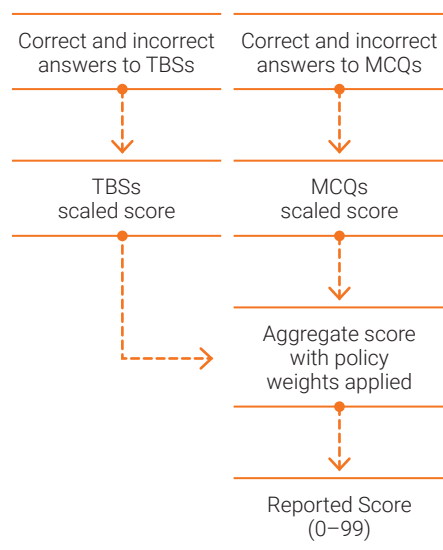 Correct and incorrect
answers to TBSs
Correct and incorrect
answers to MCQs
TBSs
scaled score
MCQs
scaled score
Aggregate score
with policy
weights applied
Reported Score
(0–99)